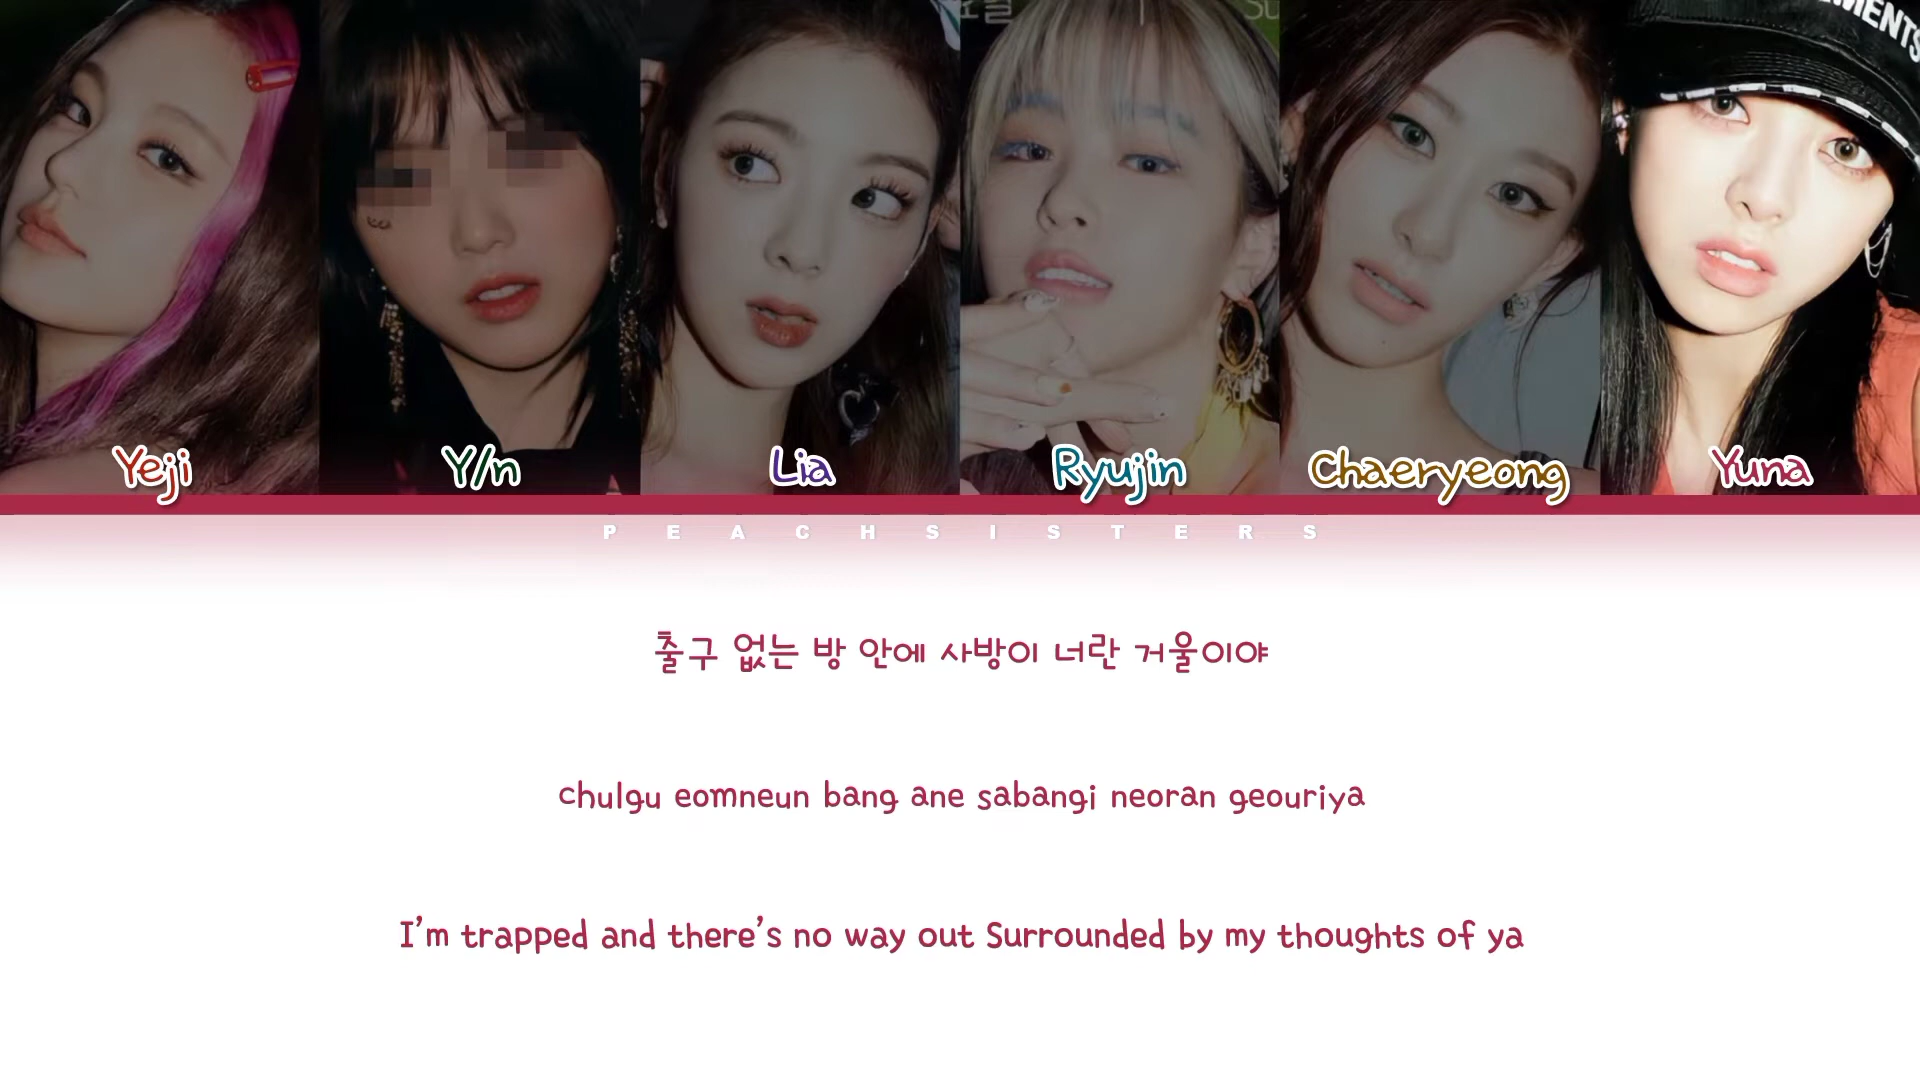 Yeji Y/n Lia Ryujin Chaeryeong Yuna
PEACHSISTERS
출구 없는 방 안에 사방이 너란 거울이야
chulgu eomneun bang ane sabangi neoran geouriya
I'm trapped and there's no way out Surrounded by my thoughts of ya